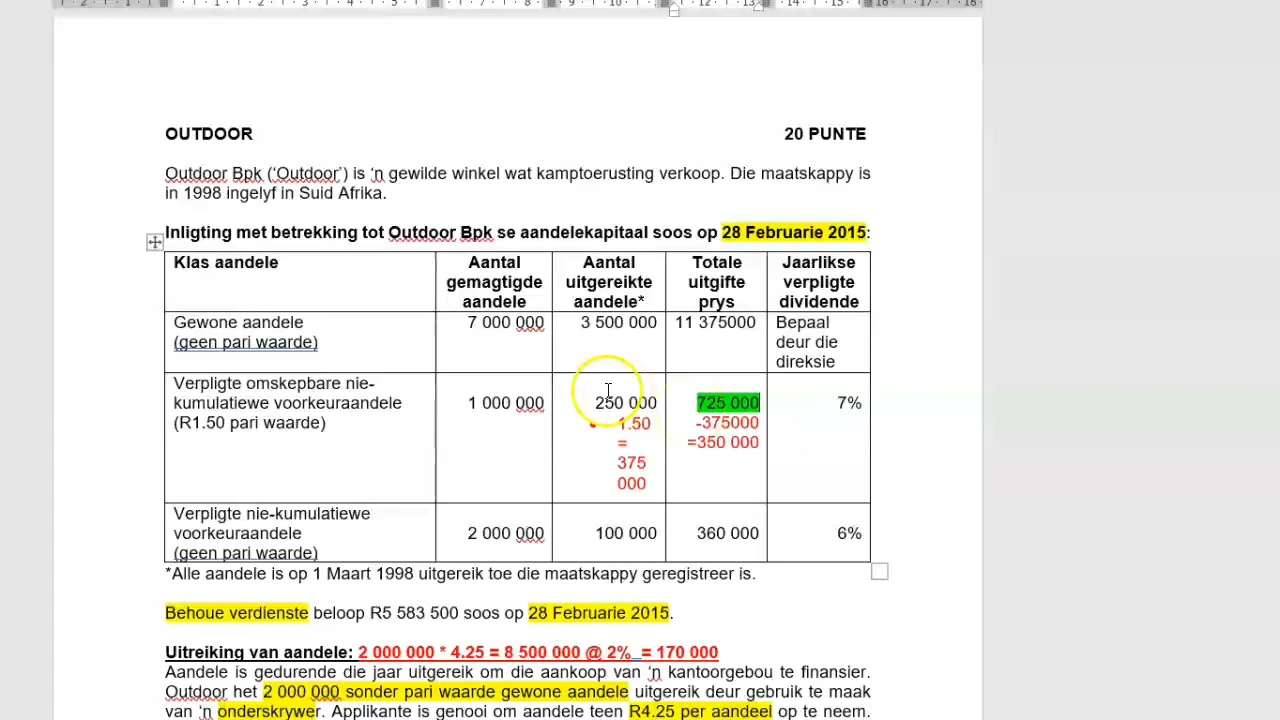 OUTDOOR 20 PUNTE
Outdoor Bpk (‘Outdoor’) is ‘n gewilde winkel wat kamptoerusting verkoop. Die maatskappy is
in 1998 ingelyf in Suid Afrika.
Inligting met betrekking tot Outdoor Bpk se aandelekapitaal soos op 28 Februarie 2015:
Klas aandele
Aantal
gemagtigde
aandele
Aantal
uitgereikte
aandele*
Totale
uitgifte
prys
Jaarlikse
verpligte
dividende
Gewone aandele
(geen pari waarde)
7 000 000
3 500 000
11 375000
Bepaal
deur die
direksie
Verpligte omskepbare nie-
kumulatiewe voorkeuraandele
(R1.50 pari waarde)
1 000 000
250 000
• 1.50
=
375
000
725 000
-375000
=350 000
7%
Verpligte nie-kumulatiewe
voorkeuraandele
(geen pari waarde)
2 000 000
100 000
360 000
6%
*Alle aandele is op 1 Maart 1998 uitgereik toe die maatskappy geregistreer is.
Behoue verdienste beloop R5 583 500 soos op 28 Februarie 2015.
Uitreiking van aandele: 2 000 000 * 4.25 = 8 500 000 @ 2% = 170 000
Aandele is gedurende die jaar uitgereik om die aankoop van ‘n kantoorgebou te finansier.
Outdoor het 2 000 000 sonder pari waarde gewone aandele uitgereik deur gebruik te maak
van ‘n onderskrywer. Applikante is genooi om aandele teen R4.25 per aandeel op te neem.